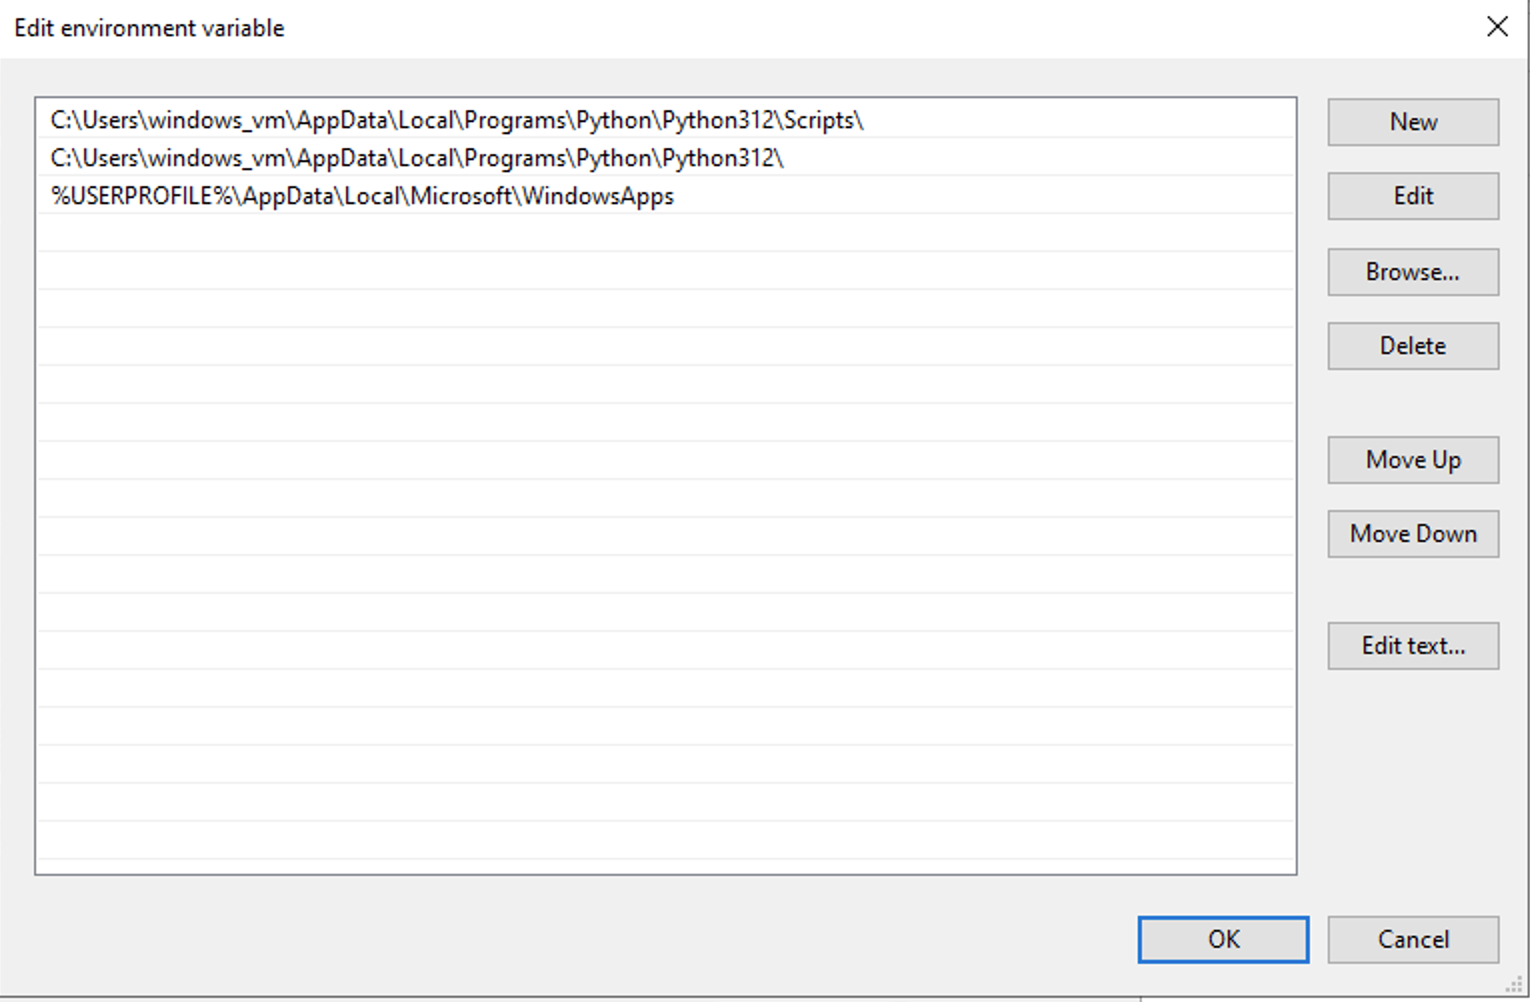 Edit environment variable
C:\Users\windows_vm\AppData\Local\Programs\Python\Python312\Scripts\
C:\Users\windows_vm\AppData\Local\Programs\Python\Python312\
%USERPROFILE%\AppData\Local\Microsoft\WindowsApps
New
Edit
Browse...
Delete
Move Up
Move Down
Edit text...
OK
Cancel